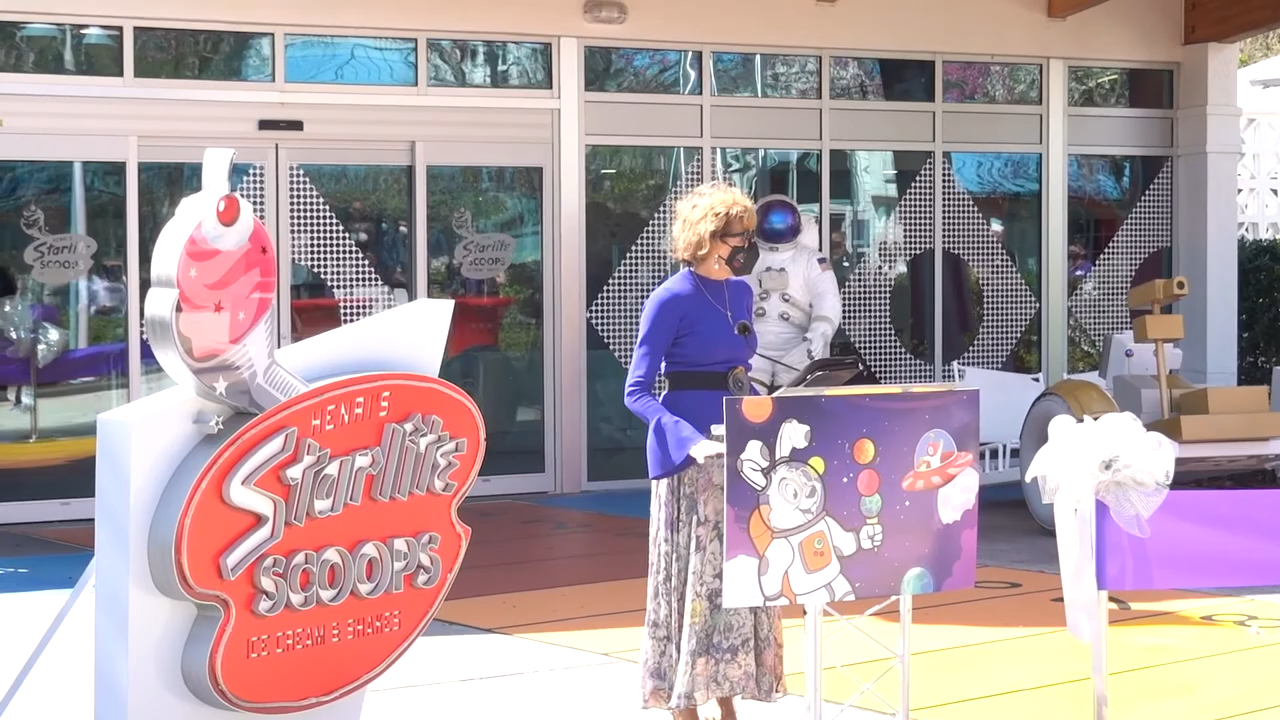 HENRI'S
Starlite
SCOOPS
ICE CREAM & SHAKES
Starlite
SCOOPS
Starlite
SCOOPS